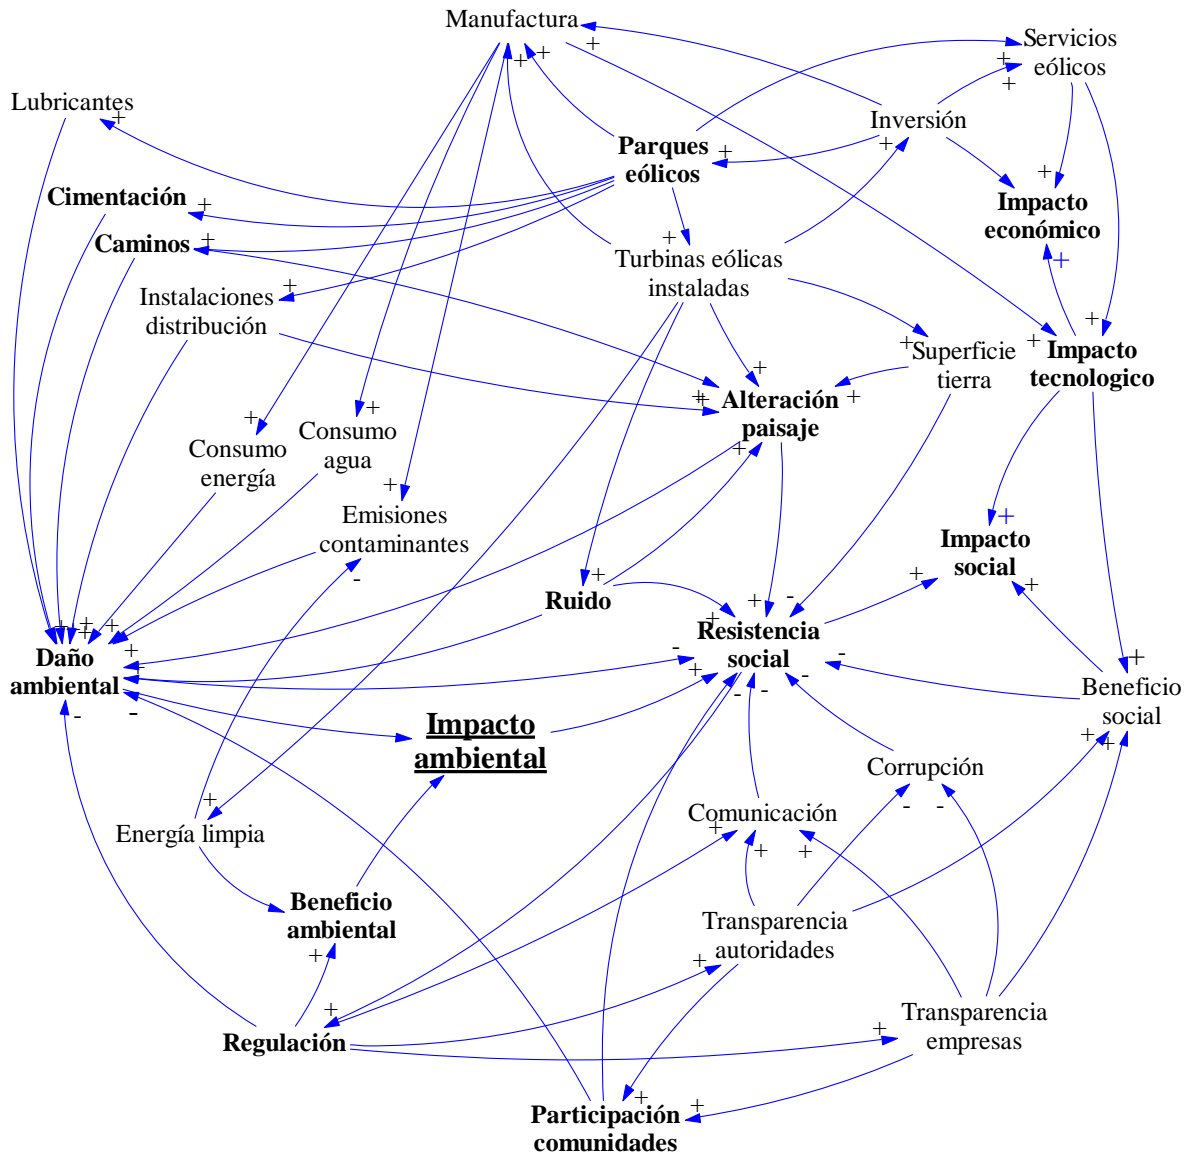 Manufactura
Servicios
eólicos
Lubricantes
Inversión
Parques
eólicos
Cimentación
Impacto
económico
Caminos
Turbinas eólicas
instaladas
Instalaciones
distribución
Superficie
tierra
Impacto
tecnologico
Alteración
paisaje
Consumo
agua
Consumo
energía
Emisiones
contaminantes
Impacto
social
Ruido
Resistencia
social
Daño
ambiental
Beneficio
social
Impacto
ambiental
Corrupción
Comunicación
Energía limpia
Beneficio
ambiental
Transparencia
autoridades
Transparencia
empresas
Regulación
Participación
comunidades